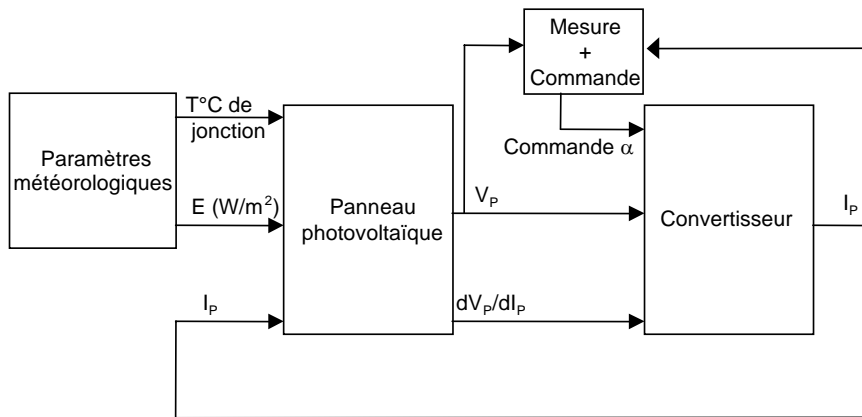 Mesure
+
Commande
T°C de
jonction
Commande α
Paramètres
météorologiques
E (W/m²)
Panneau
photovoltaïque
V_P
Convertisseur
I_P
I_P
dV_P/dI_P